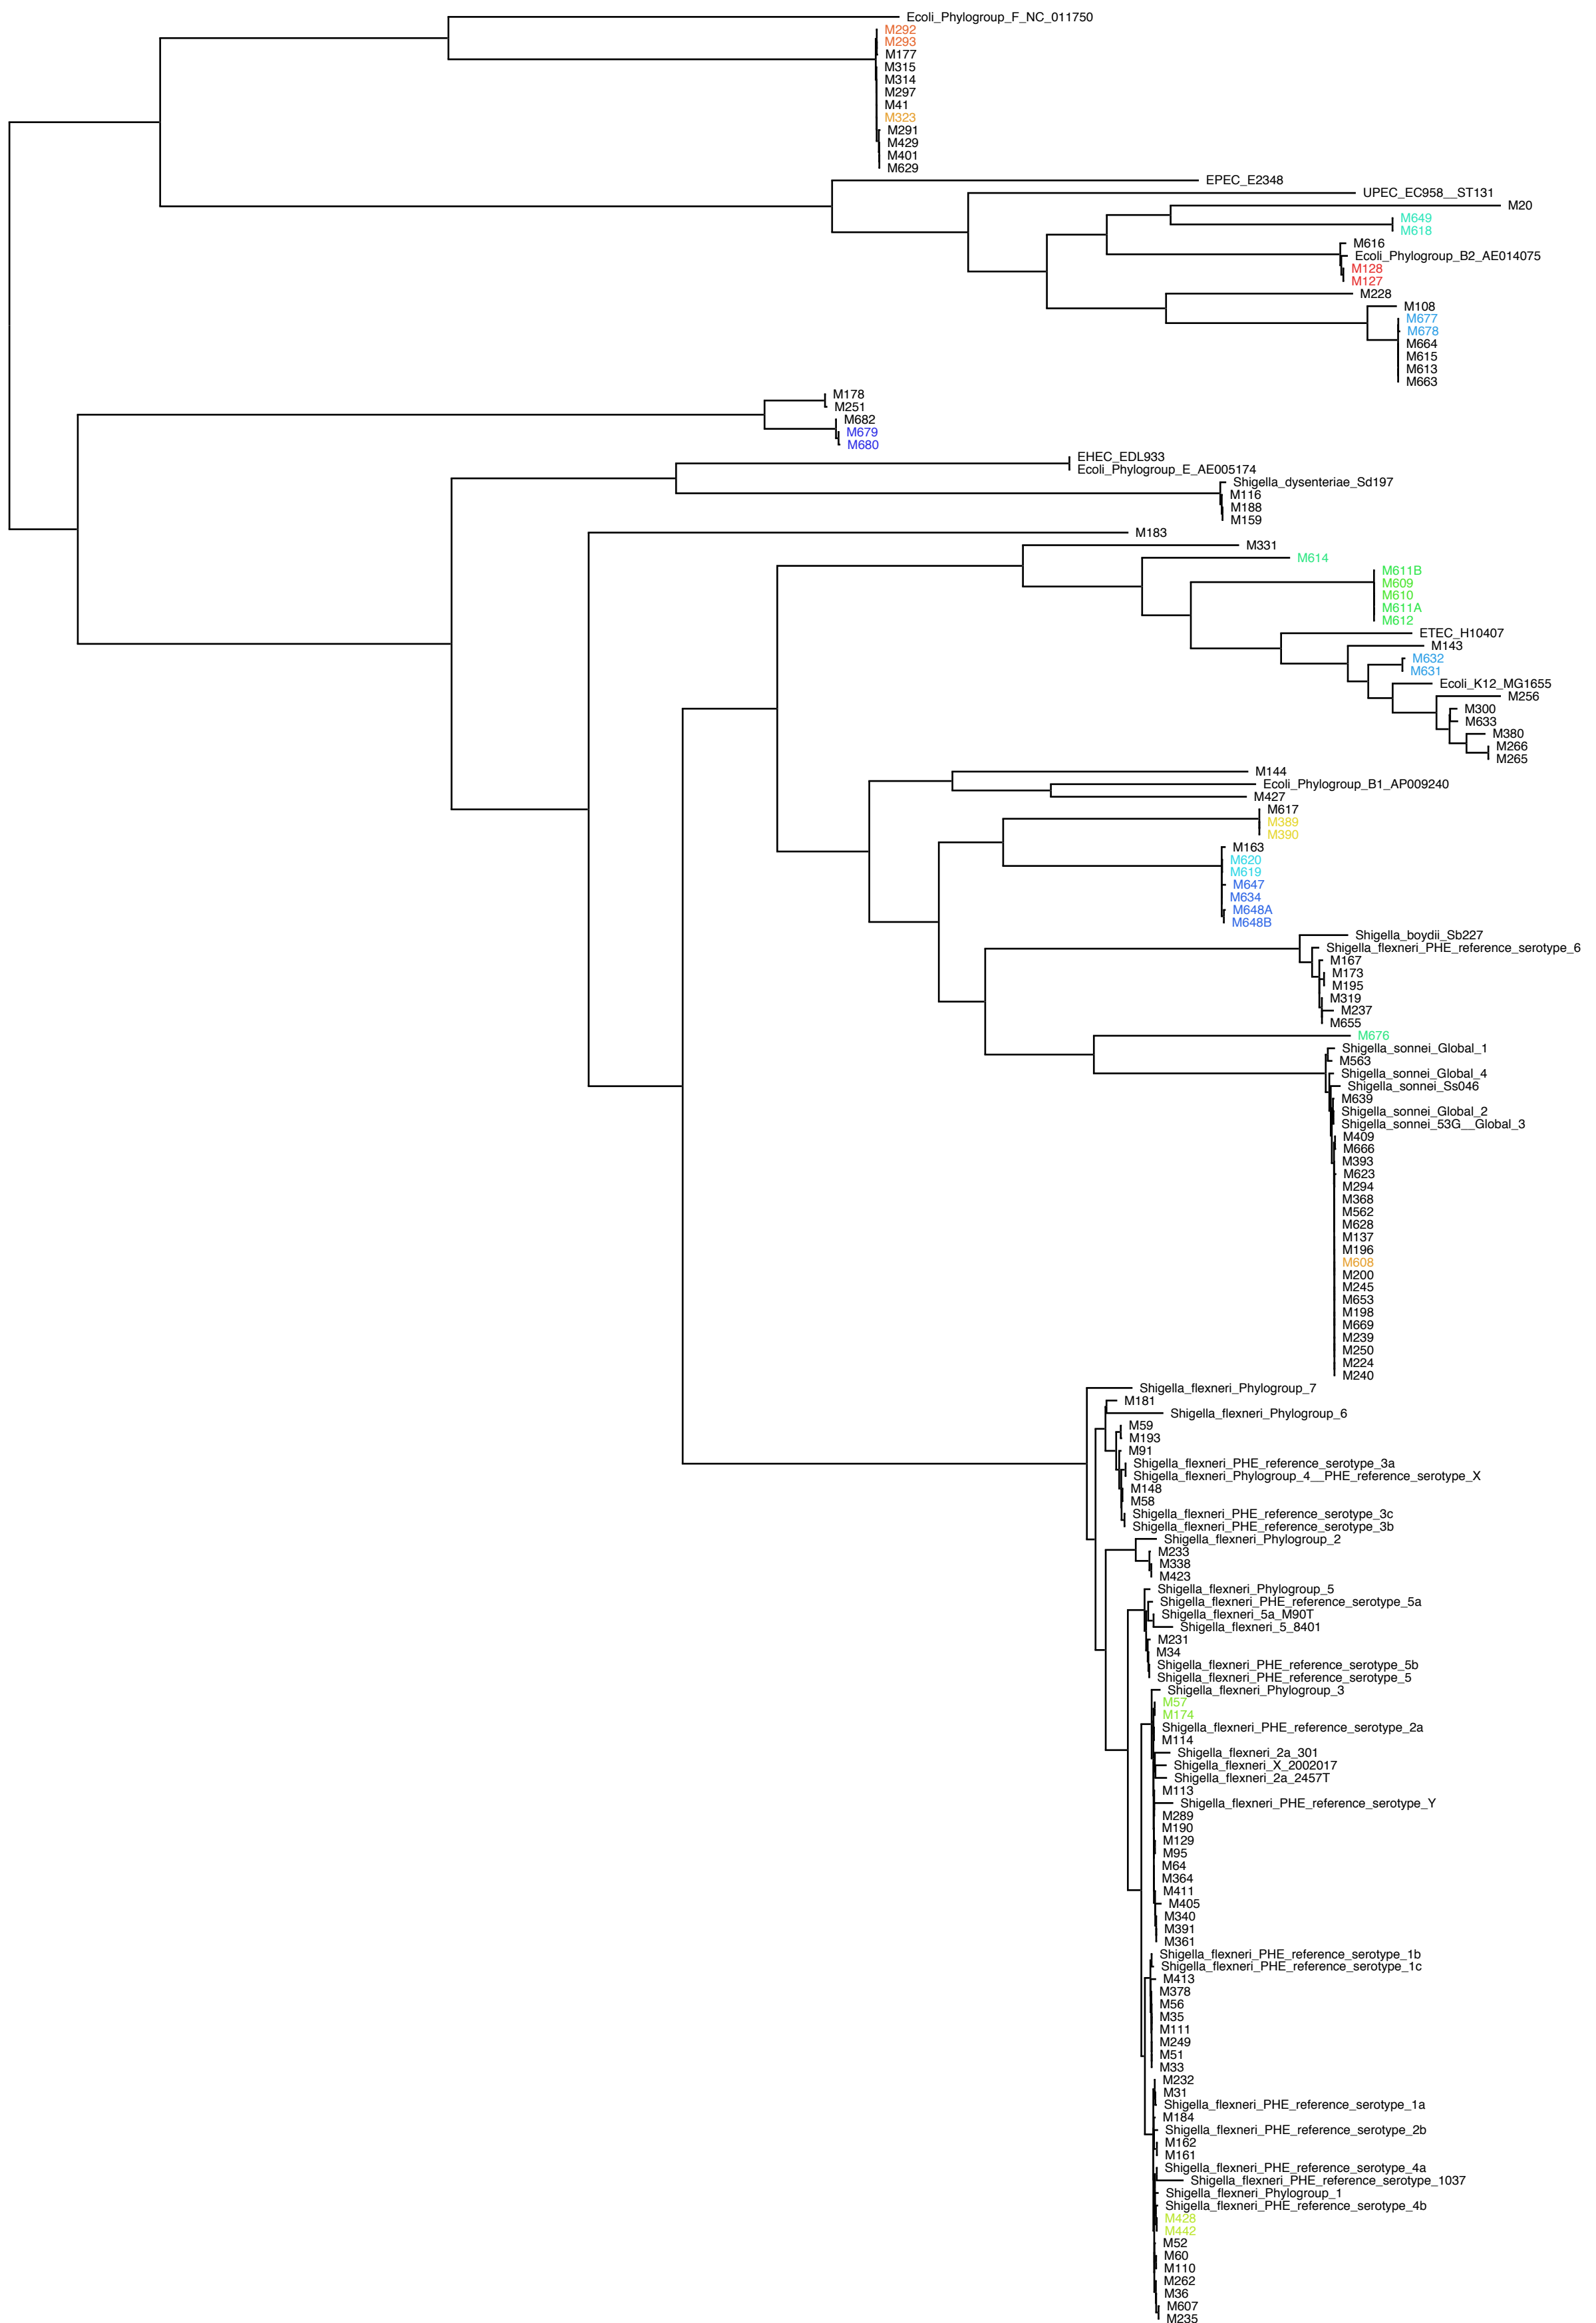 Ecoli_Phylogroup_F_NC_011750
M292
M293
M177
M315
M314
M297
M41
M323
M291
M429
M401
M629
EPEC_E2348
UPEC_EC958__ST131
M20
M649
M618
M616
Ecoli_Phylogroup_B2_AE014075
M128
M127
M228
M108
M677
M678
M664
M615
M613
M663
M178
M251
M682
M679
M680
EHEC_EDL933
Ecoli_Phylogroup_E_AE005174
Shigella_dysenteriae_Sd197
M116
M188
M159
M183
M331
M614
M611B
M609
M610
M611A
M612
ETEC_H10407
M143
M632
M631
Ecoli_K12_MG1655
M256
M300
M633
M380
M266
M265
M144
Ecoli_Phylogroup_B1_AP009240
M427
M617
M389
M390
M163
M620
M619
M647
M634
M648A
M648B
Shigella_boydii_Sb227
Shigella_flexneri_PHE_reference_serotype_6
M167
M173
M195
M319
M237
M655
M676
Shigella_sonnei_Global_1
M563
Shigella_sonnei_Global_4
Shigella_sonnei_Ss046
M639
Shigella_sonnei_Global_2
Shigella_sonnei_53G__Global_3
M409
M666
M393
M623
M294
M368
M562
M628
M137
M196
M608
M200
M245
M653
M198
M669
M239
M250
M224
M240
Shigella_flexneri_Phylogroup_7
M181
Shigella_flexneri_Phylogroup_6
M59
M193
M91
Shigella_flexneri_PHE_reference_serotype_3a
Shigella_flexneri_Phylogroup_4__PHE_reference_serotype_X
M148
M58
Shigella_flexneri_PHE_reference_serotype_3c
Shigella_flexneri_PHE_reference_serotype_3b
Shigella_flexneri_Phylogroup_2
M233
M338
M423
Shigella_flexneri_Phylogroup_5
Shigella_flexneri_PHE_reference_serotype_5a
Shigella_flexneri_5a_M90T
Shigella_flexneri_5_8401
M231
M34
Shigella_flexneri_PHE_reference_serotype_5b
Shigella_flexneri_PHE_reference_serotype_5
Shigella_flexneri_Phylogroup_3
M57
M174
Shigella_flexneri_PHE_reference_serotype_2a
M114
Shigella_flexneri_2a_301
Shigella_flexneri_X_2002017
Shigella_flexneri_2a_2457T
M113
Shigella_flexneri_PHE_reference_serotype_Y
M289
M190
M129
M95
M64
M364
M411
M405
M340
M391
M361
Shigella_flexneri_PHE_reference_serotype_1b
Shigella_flexneri_PHE_reference_serotype_1c
M413
M378
M56
M35
M111
M249
M51
M33
M232
M31
Shigella_flexneri_PHE_reference_serotype_1a
M184
Shigella_flexneri_PHE_reference_serotype_2b
M162
M161
Shigella_flexneri_PHE_reference_serotype_4a
Shigella_flexneri_PHE_reference_serotype_1037
Shigella_flexneri_Phylogroup_1
Shigella_flexneri_PHE_reference_serotype_4b
M428
M442
M52
M60
M110
M262
M36
M607
M235